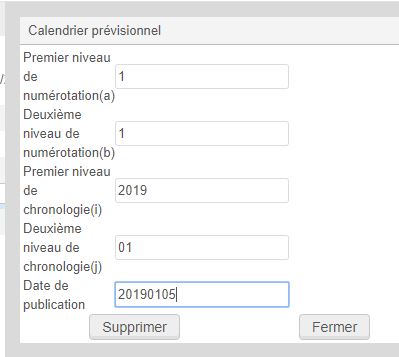 Calendrier prévisionnel
Premier niveau
de
numérotation(a)
1
Deuxième
niveau de
numérotation(b)
1
Premier niveau
de
chronologie(i)
2019
Deuxième
niveau de
chronologie(j)
01
Date de
publication
20190105
Supprimer
Fermer